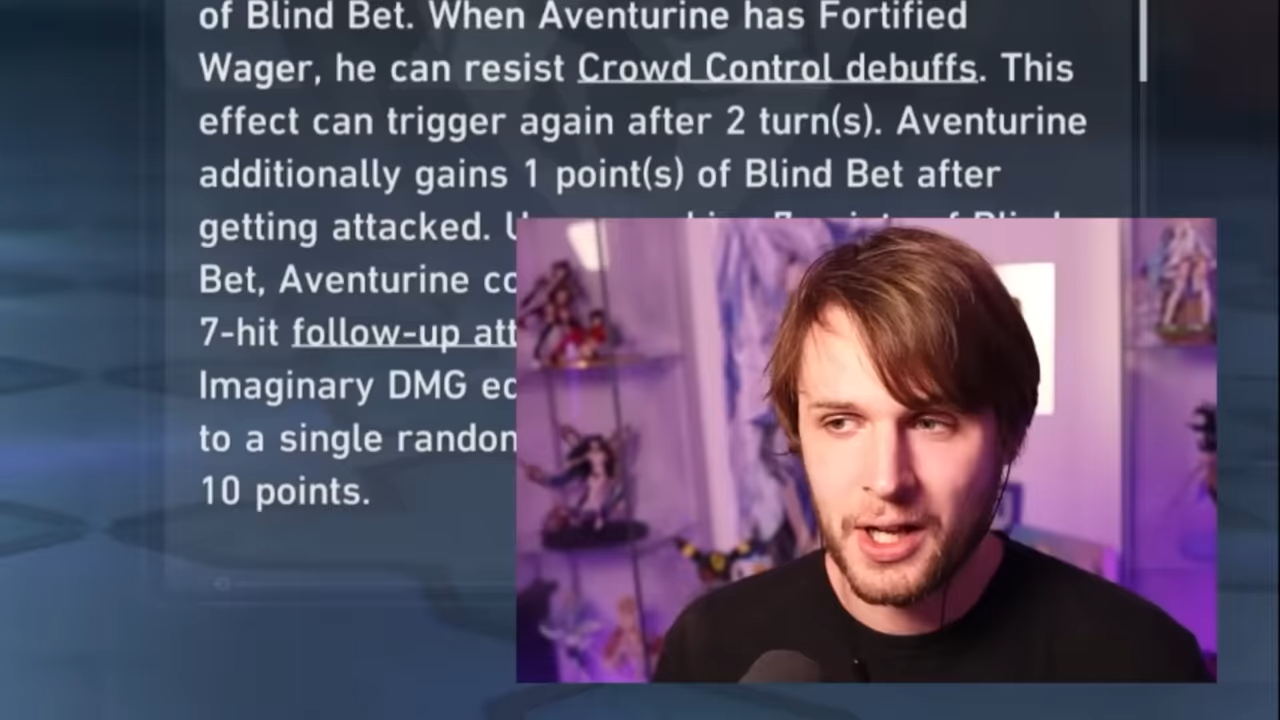 of Blind Bet. When Aventurine has Fortified
Wager, he can resist Crowd Control debuffs. This
effect can trigger again after 2 turn(s). Aventurine
additionally gains 1 point(s) of Blind Bet after
getting attacked.
Bet, Aventurine
7-hit follow-up
Imaginary DMG
to a single
10 points.